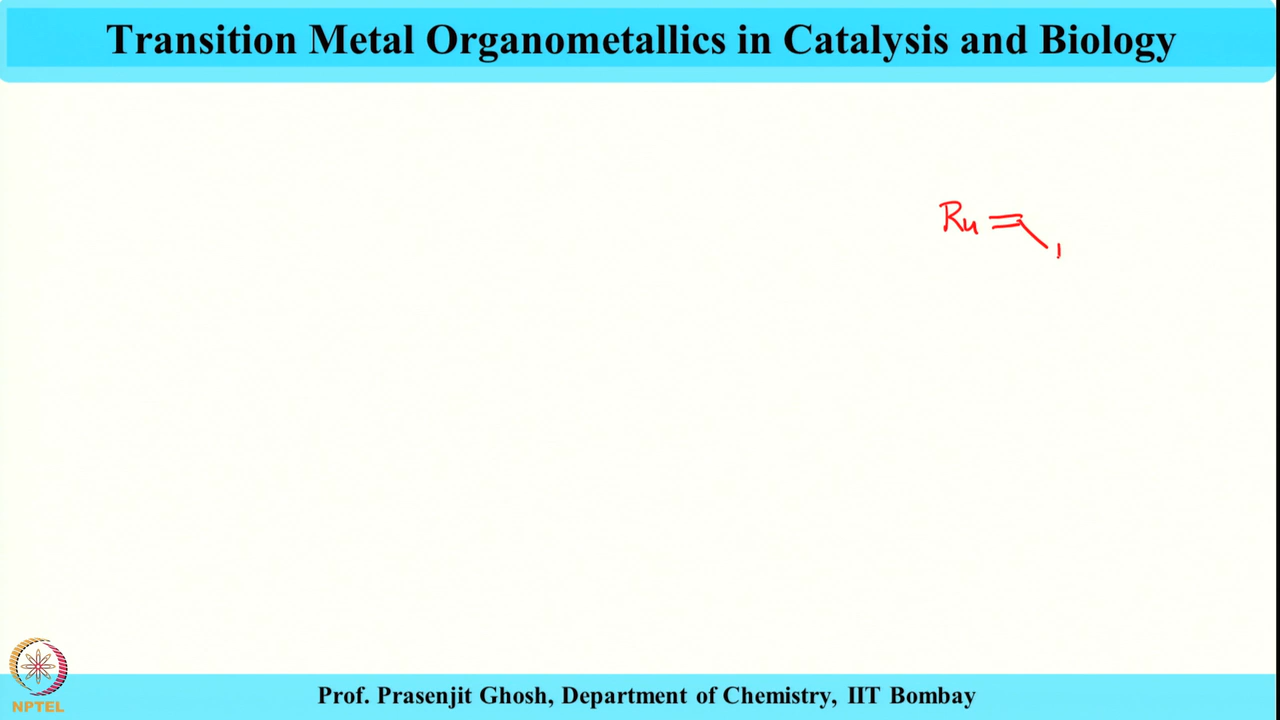 Transition Metal Organometallics in Catalysis and Biology
Ru
NPTEL
Prof. Prasenjit Ghosh, Department of Chemistry, IIT Bombay